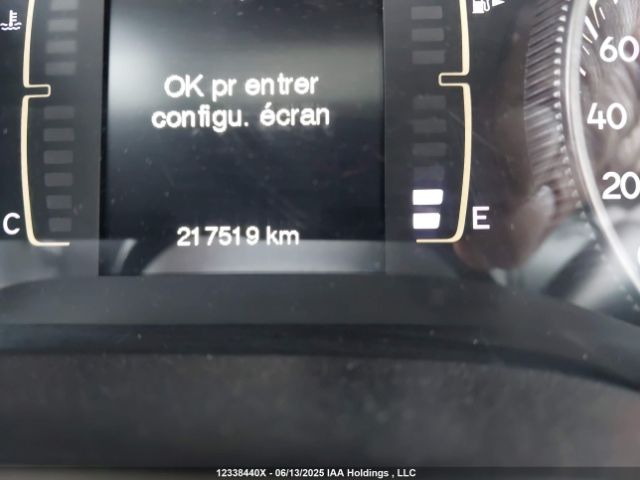 OK pr entrer
configu. écran
217519 km
C
E
60
40
20
12338440X - 06/13/2025 IAA Holdings , LLC